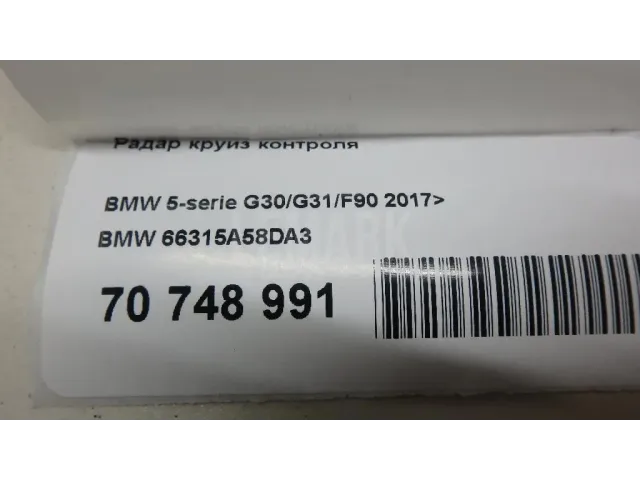 Радар круиз контроля
BMW 5-serie G30/G31/F90 2017>
BMW 66315A58DA3
70 748 991